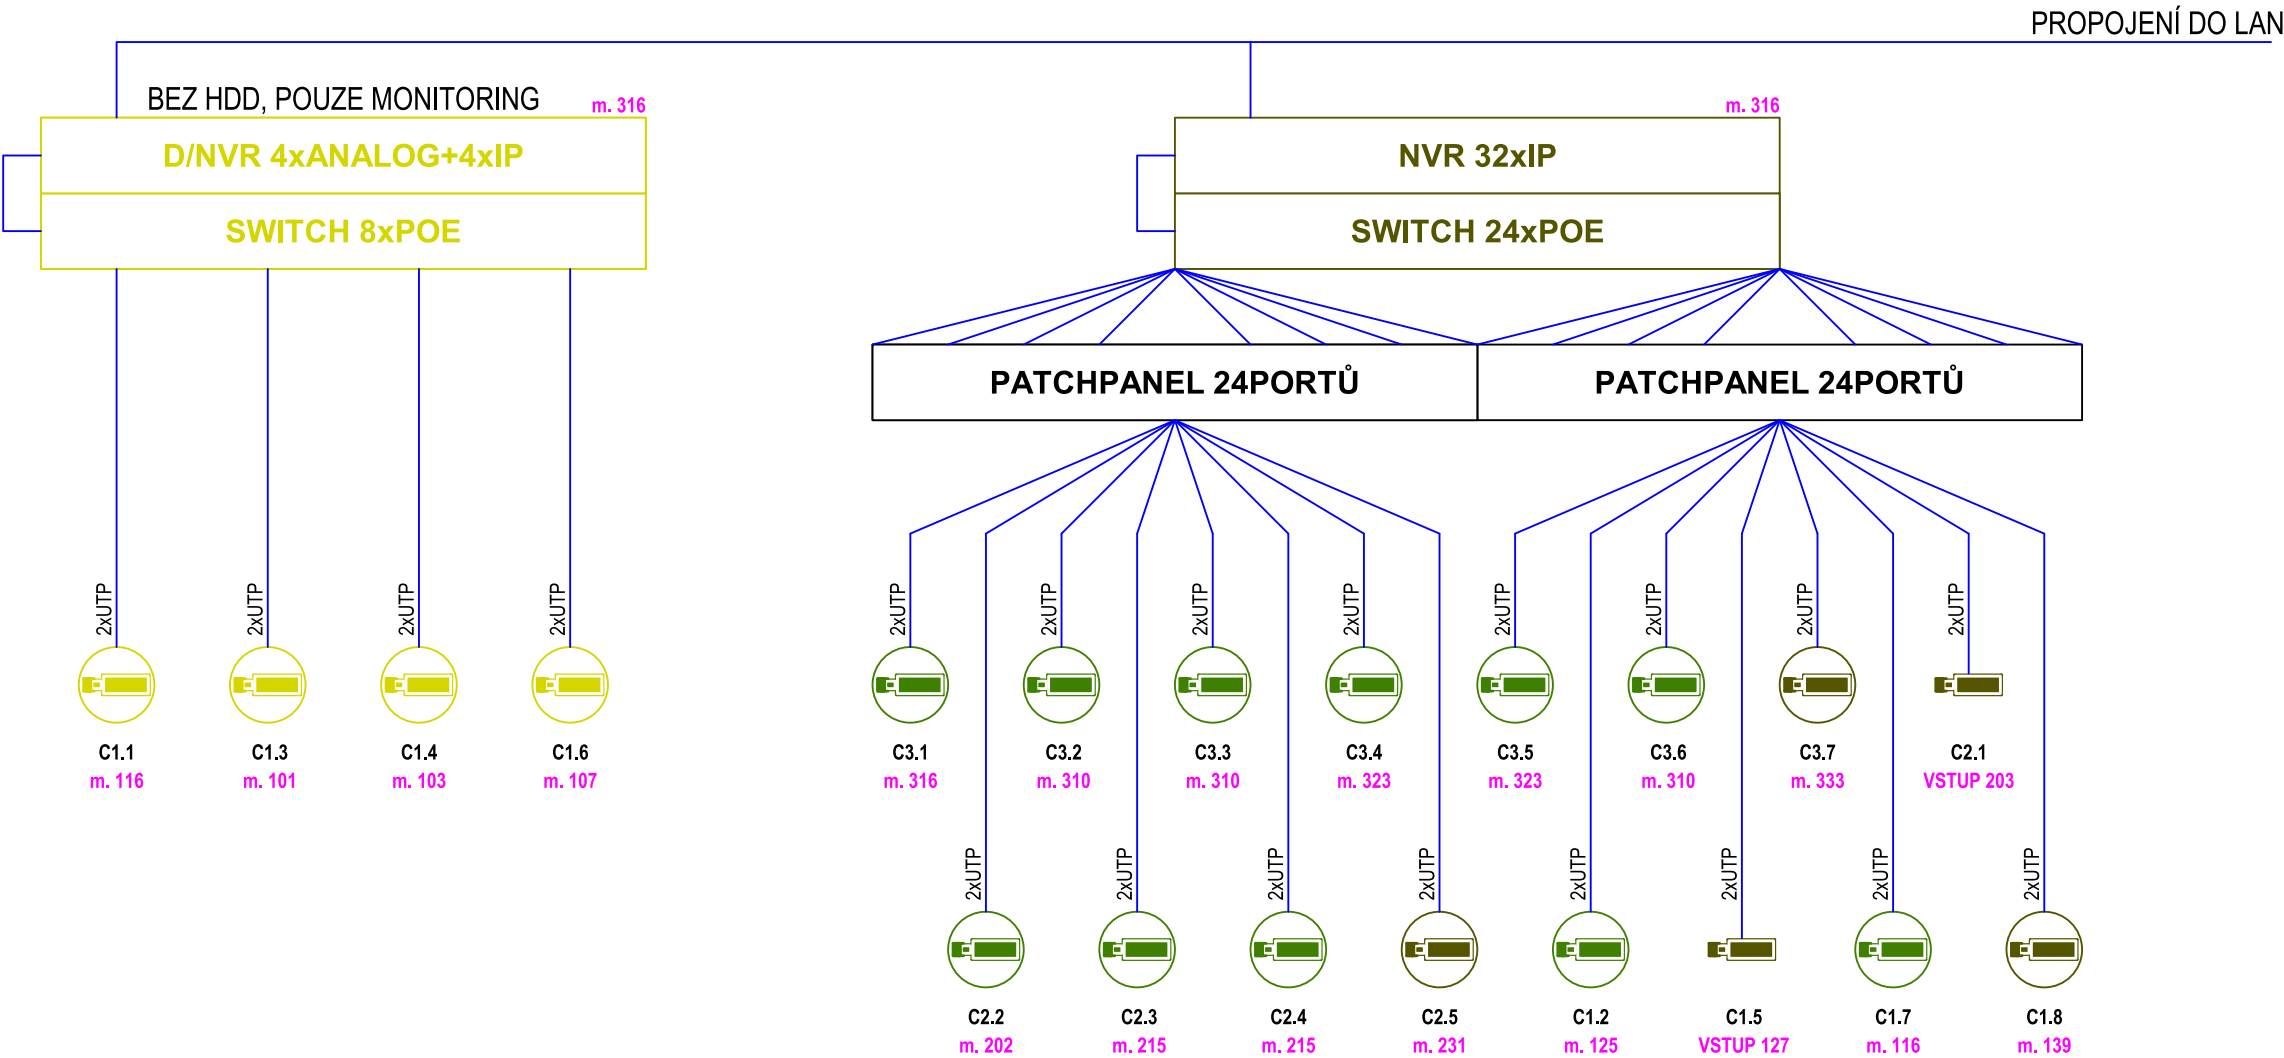 PROPOJENÍ DO LAN
BEZ HDD, POUZE MONITORING
m. 316
m. 316
D/NVR 4xANALOG+4xIP
NVR 32xIP
SWITCH 8xPOE
SWITCH 24xPOE
PATCHPANEL 24PORTŮ
PATCHPANEL 24PORTŮ
2xUTP
2xUTP
2xUTP
2xUTP
2xUTP
2xUTP
2xUTP
2xUTP
2xUTP
2xUTP
2xUTP
2xUTP
C1.1
m. 116
C1.3
m. 101
C1.4
m. 103
C1.6
m. 107
C3.1
m. 316
C3.2
m. 310
C3.3
m. 310
C3.4
m. 323
C3.5
m. 323
C3.6
m. 310
C3.7
m. 333
C2.1
VSTUP 203
2xUTP
2xUTP
2xUTP
2xUTP
2xUTP
2xUTP
2xUTP
2xUTP
C2.2
m. 202
C2.3
m. 215
C2.4
m. 215
C2.5
m. 231
C1.2
m. 125
C1.5
VSTUP 127
C1.7
m. 116
C1.8
m. 139